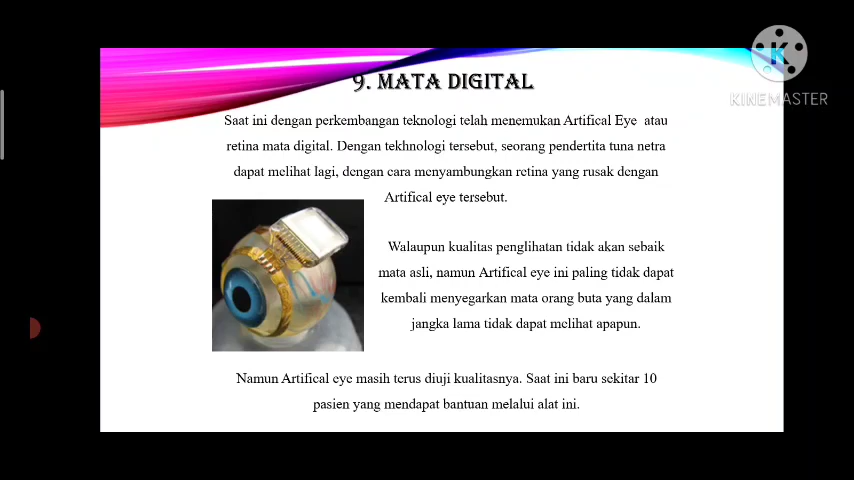 K
KINEMASTER
9. MATA DIGITAL
Saat ini dengan perkembangan teknologi telah menemukan Artifical Eye atau
retina mata digital. Dengan tekhnologi tersebut, seorang pendertita tuna netra
dapat melihat lagi, dengan cara menyambungkan retina yang rusak dengan
Artifical eye tersebut.
Walaupun kualitas penglihatan tidak akan sebaik
mata asli, namun Artifical eye ini paling tidak dapat
kembali menyegarkan mata orang buta yang dalam
jangka lama tidak dapat melihat apapun.
Namun Artifical eye masih terus diuji kualitasnya. Saat ini baru sekitar 10
pasien yang mendapat bantuan melalui alat ini.